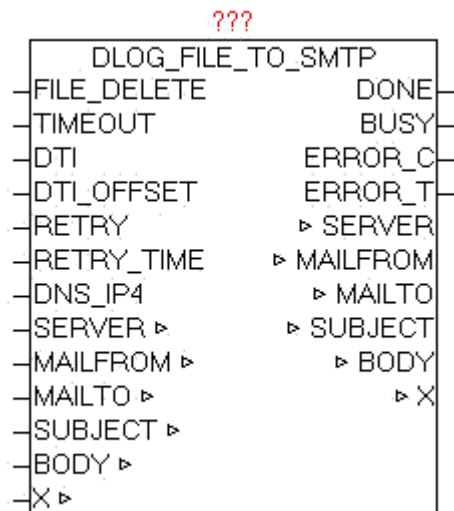 ???
DLOG_FILE_TO_SMTP
FILE_DELETE DONE
TIMEOUT BUSY
DTI ERROR_C
DTI_OFFSET ERROR_T
RETRY ▹ SERVER
RETRY_TIME ▹ MAILFROM
DNS_IP4 ▹ MAILTO
SERVER ▹ ▹ SUBJECT
MAILFROM ▹ ▹ BODY
MAILTO ▹ ▹ X
SUBJECT ▹
BODY ▹
X ▹